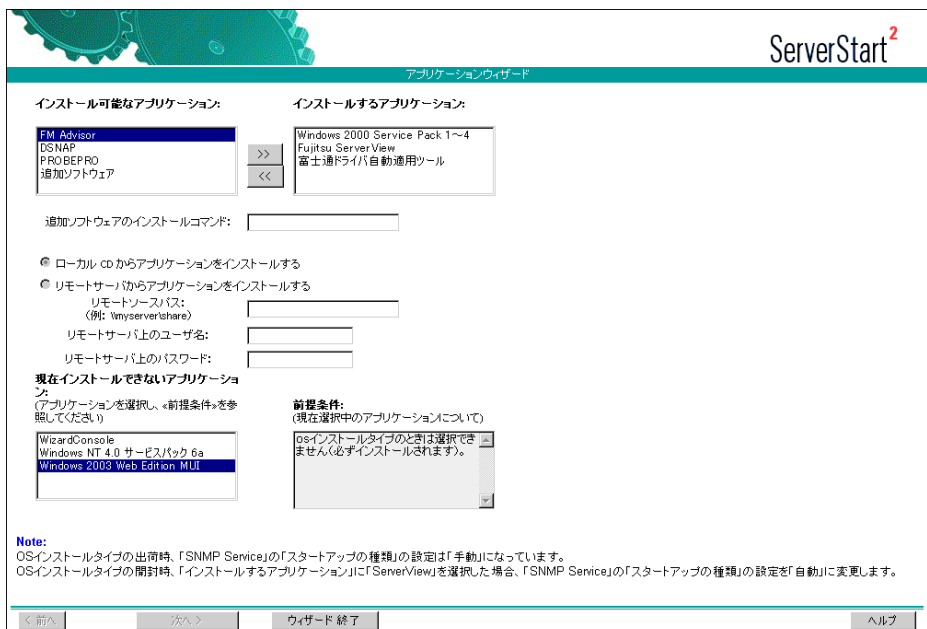 ServerStart2
アプリケーションウィザード
インストール可能なアプリケーション:
インストールするアプリケーション:
FM Advisor
DSNAP
PROBEPRO
追加ソフトウェア
>>
<<
Windows 2000 Service Pack 1～4
Fujitsu ServerView
富士通ドライバ自動適用ツール
追加ソフトウェアのインストールコマンド:
ローカル CD からアプリケーションをインストールする
リモートサーバからアプリケーションをインストールする
リモートソースパス:
(例: \\myserver\share)
リモートサーバ上のユーザ名:
リモートサーバ上のパスワード:
現在インストールできないアプリケーショ
ン:
(アプリケーションを選択し、«前提条件»を参
照してください)
前提条件:
(現在選択中のアプリケーションについて)
WizardConsole
Windows NT 4.0 サービスパック 6a
Windows 2003 Web Edition MUI
OSインストールタイプのときは選択でき
ません(必ずインストールされます)。
Note:
OSインストールタイプの出荷時、「SNMP Service」の「スタートアップの種類」の設定は「手動」になっています。
OSインストールタイプの開封時、「インストールするアプリケーション」に「ServerView」を選択した場合、「SNMP Service」の「スタートアップの種類」の設定を「自動」に変更します。
< 前へ
次へ >
ウィザード 終了
ヘルプ